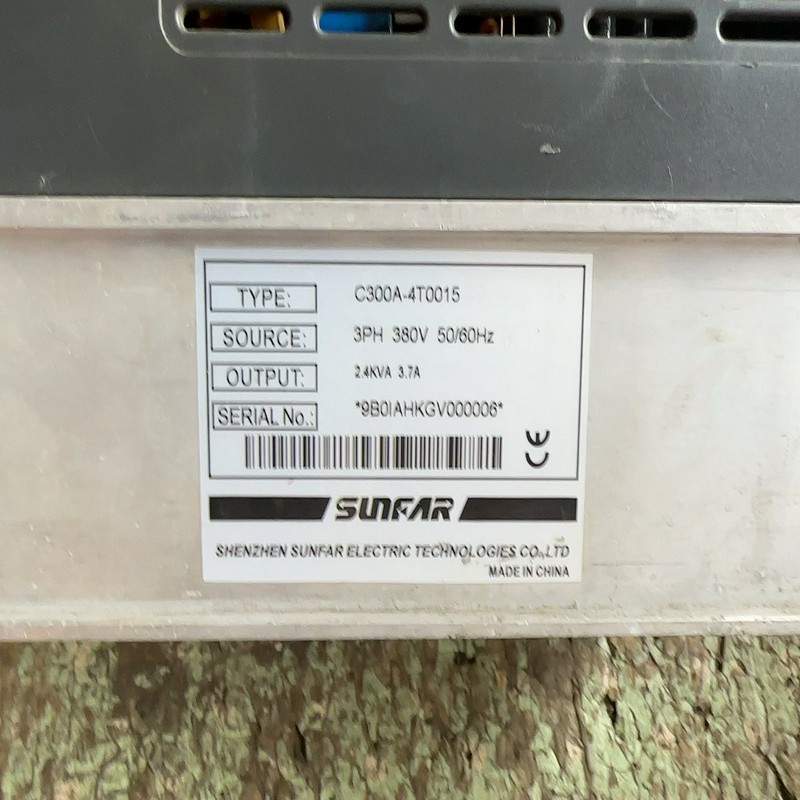 TYPE: C300A-4T0015
SOURCE: 3PH 380V 50/60Hz
OUTPUT: 2.4KVA 3.7A
SERIAL No.: *9B0IAHKGV000006*
CE
SUNFAR
SHENZHEN SUNFAR ELECTRIC TECHNOLOGIES CO.,LTD
MADE IN CHINA